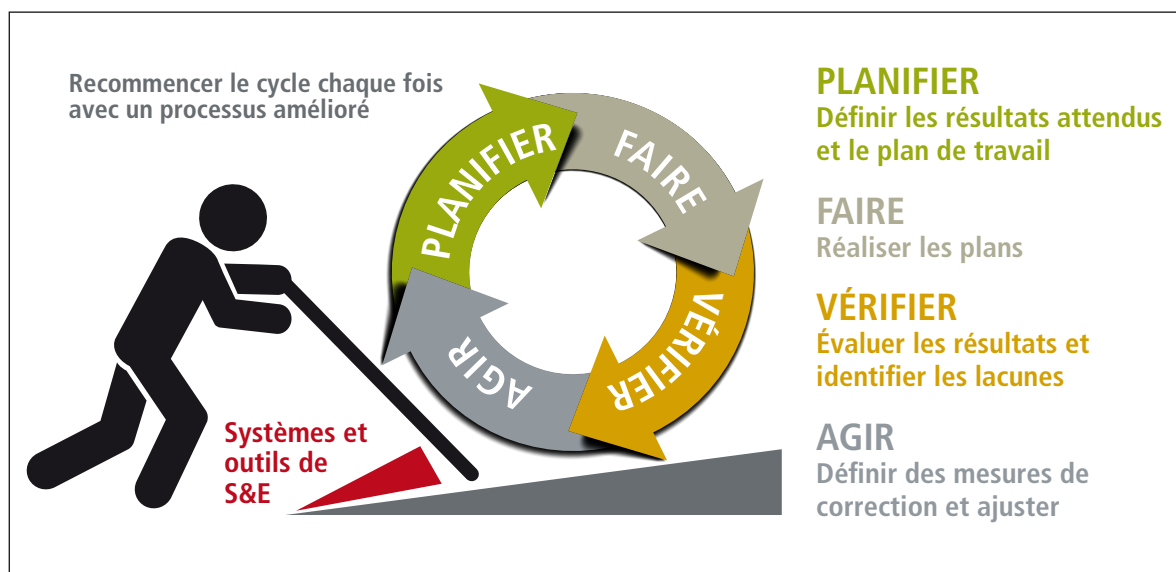 Recommencer le cycle chaque fois
avec un processus amélioré
PLANIFIER
FAIRE
VÉRIFIER
AGIR
Systèmes et
outils de
S&E
PLANIFIER
Définir les résultats attendus
et le plan de travail
FAIRE
Réaliser les plans
VÉRIFIER
Évaluer les résultats et
identifier les lacunes
AGIR
Définir des mesures de
correction et ajuster